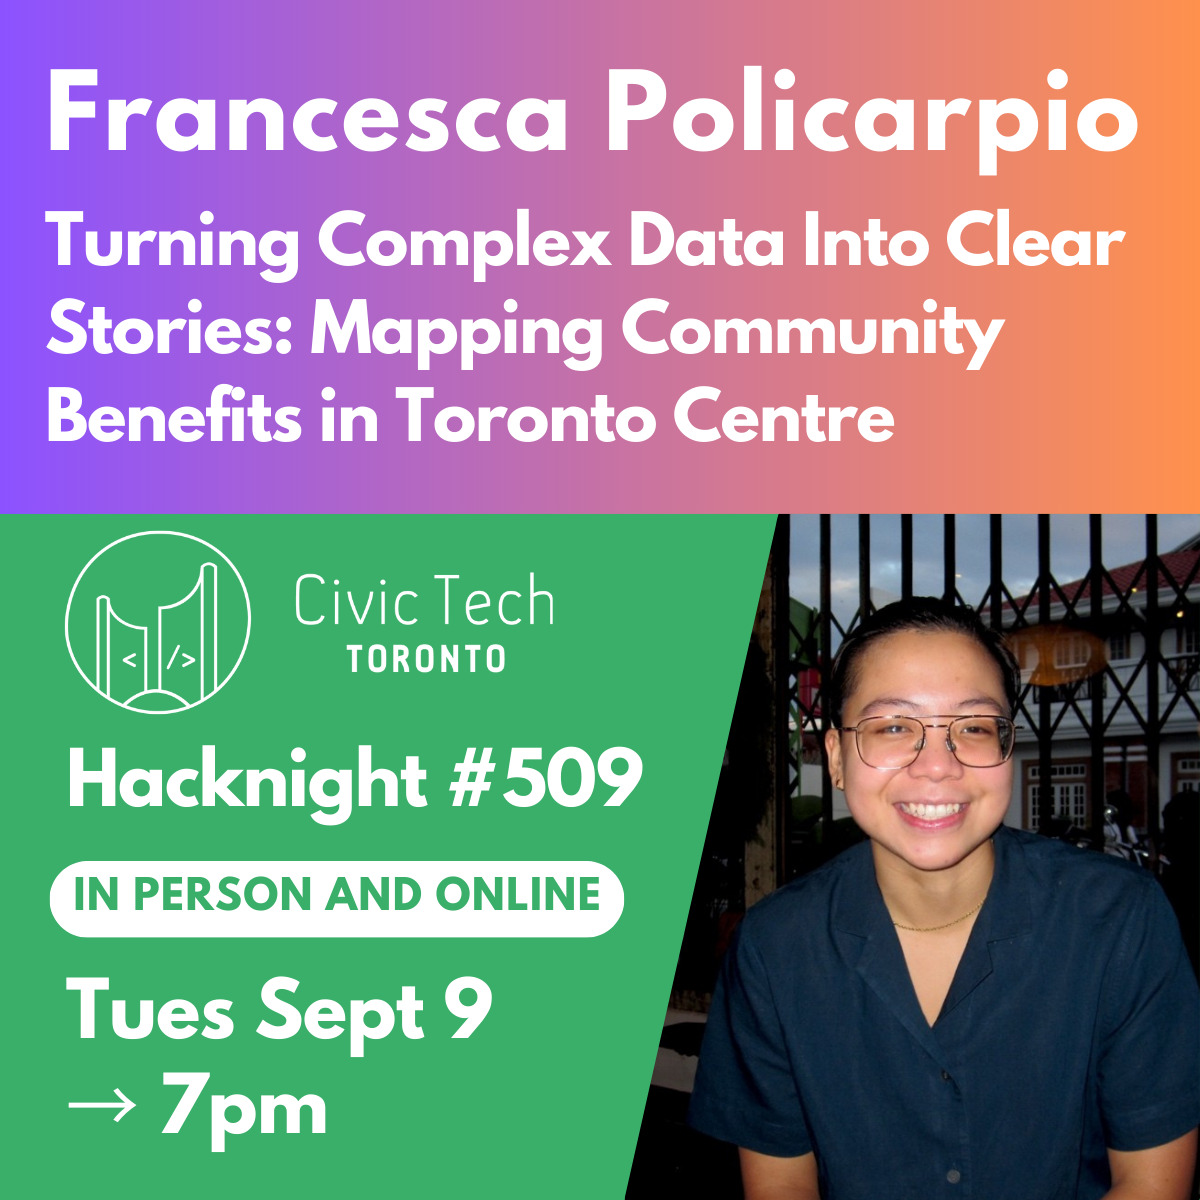 Francesca Policarpio
Turning Complex Data Into Clear
Stories: Mapping Community
Benefits in Toronto Centre
< />
Civic Tech
TORONTO
Hacknight #509
IN PERSON AND ONLINE
Tues Sept 9
→ 7pm